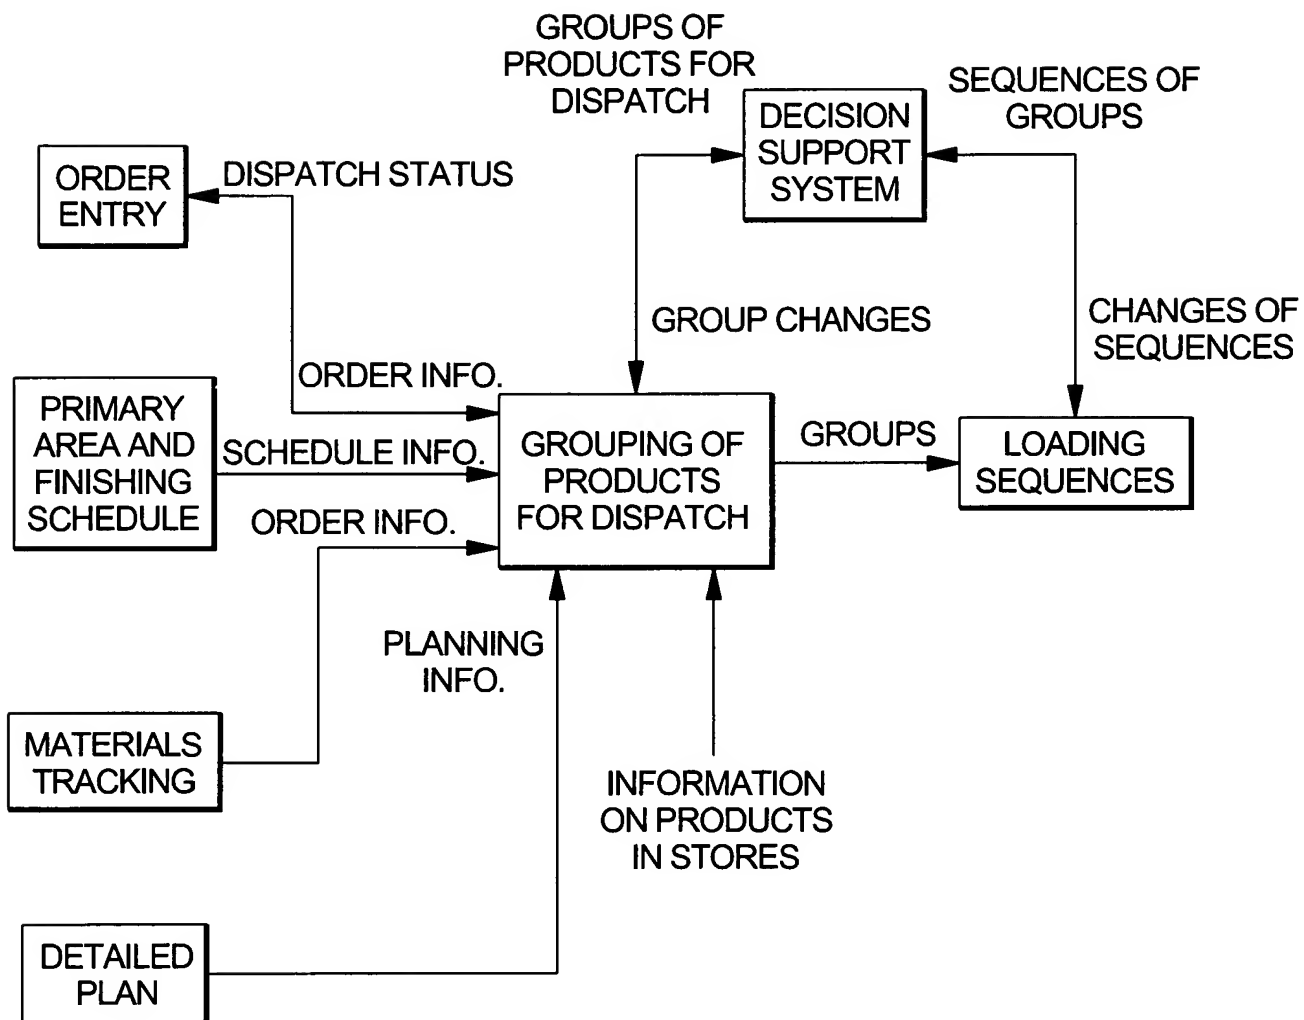 GROUPS OF
PRODUCTS FOR
DISPATCH
SEQUENCES OF
GROUPS
DECISION
SUPPORT
SYSTEM
ORDER
ENTRY
DISPATCH STATUS
GROUP CHANGES
CHANGES OF
SEQUENCES
ORDER INFO.
PRIMARY
AREA AND
FINISHING
SCHEDULE
SCHEDULE INFO.
GROUPING OF
PRODUCTS
FOR DISPATCH
GROUPS
LOADING
SEQUENCES
ORDER INFO.
PLANNING
INFO.
MATERIALS
TRACKING
INFORMATION
ON PRODUCTS
IN STORES
DETAILED
PLAN